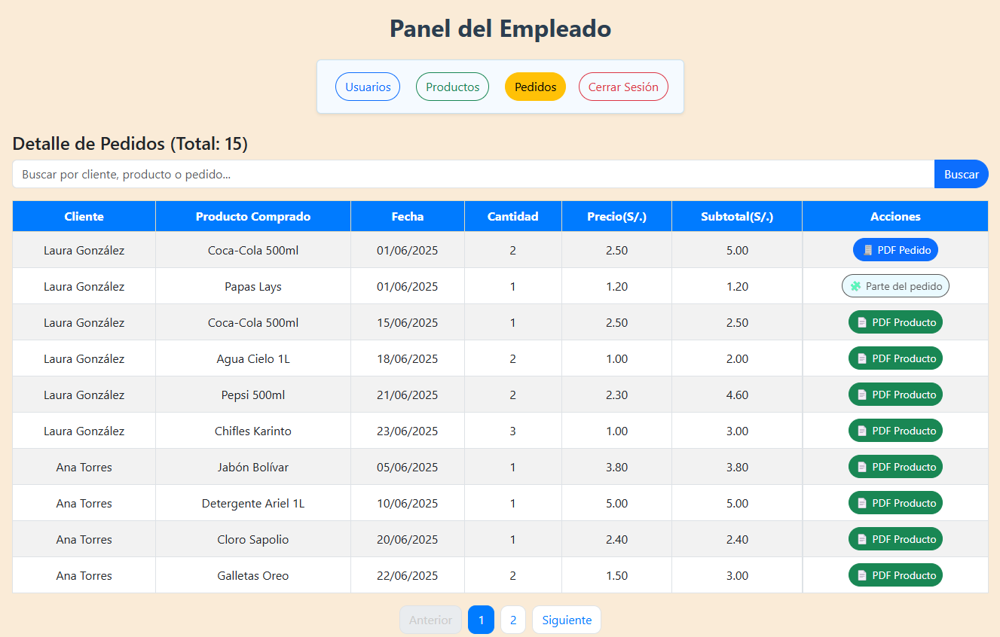 Panel del Empleado
Usuarios Productos Pedidos Cerrar Sesión
Detalle de Pedidos (Total: 15)
Buscar por cliente, producto o pedido... Buscar
Cliente Producto Comprado Fecha Cantidad Precio(S/.) Subtotal(S/.) Acciones
Laura González Coca-Cola 500ml 01/06/2025 2 2.50 5.00 PDF Pedido
Laura González Papas Lays 01/06/2025 1 1.20 1.20 Parte del pedido
Laura González Coca-Cola 500ml 15/06/2025 1 2.50 2.50 PDF Producto
Laura González Agua Cielo 1L 18/06/2025 2 1.00 2.00 PDF Producto
Laura González Pepsi 500ml 21/06/2025 2 2.30 4.60 PDF Producto
Laura González Chifles Karinto 23/06/2025 3 1.00 3.00 PDF Producto
Ana Torres Jabón Bolívar 05/06/2025 1 3.80 3.80 PDF Producto
Ana Torres Detergente Ariel 1L 10/06/2025 1 5.00 5.00 PDF Producto
Ana Torres Cloro Sapolio 20/06/2025 1 2.40 2.40 PDF Producto
Ana Torres Galletas Oreo 22/06/2025 2 1.50 3.00 PDF Producto
Anterior 1 2 Siguiente